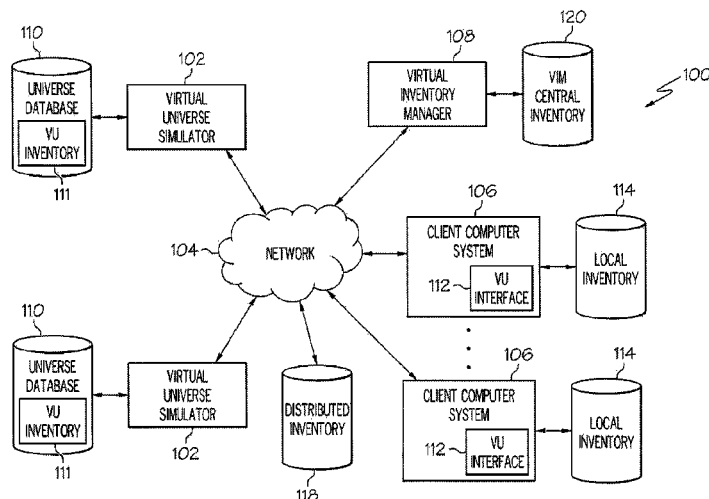 110
UNIVERSE
DATABASE
VU
INVENTORY
111
102
VIRTUAL
UNIVERSE
SIMULATOR
108
VIRTUAL
INVENTORY
MANAGER
120
VIM
CENTRAL
INVENTORY
100
104
NETWORK
106
CLIENT COMPUTER
SYSTEM
112
VU
INTERFACE
114
LOCAL
INVENTORY
110
UNIVERSE
DATABASE
VU
INVENTORY
111
VIRTUAL
UNIVERSE
SIMULATOR
102
DISTRIBUTED
INVENTORY
118
106
CLIENT COMPUTER
SYSTEM
112
VU
INTERFACE
114
LOCAL
INVENTORY